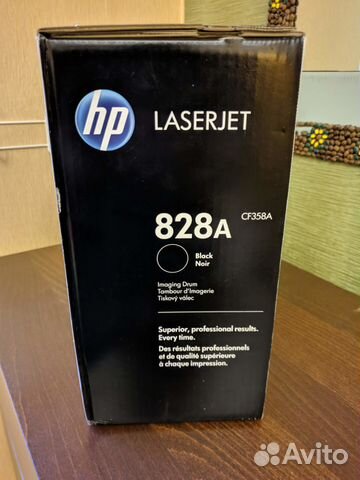 hp LASERJET
828A CF358A
Black
Noir
Imaging Drum
Tambour d'Imagerie
Tiskový válec
Superior, professional results.
Every time.
Des résultats professionnels
et de qualité supérieure
à chaque impression.
Avito